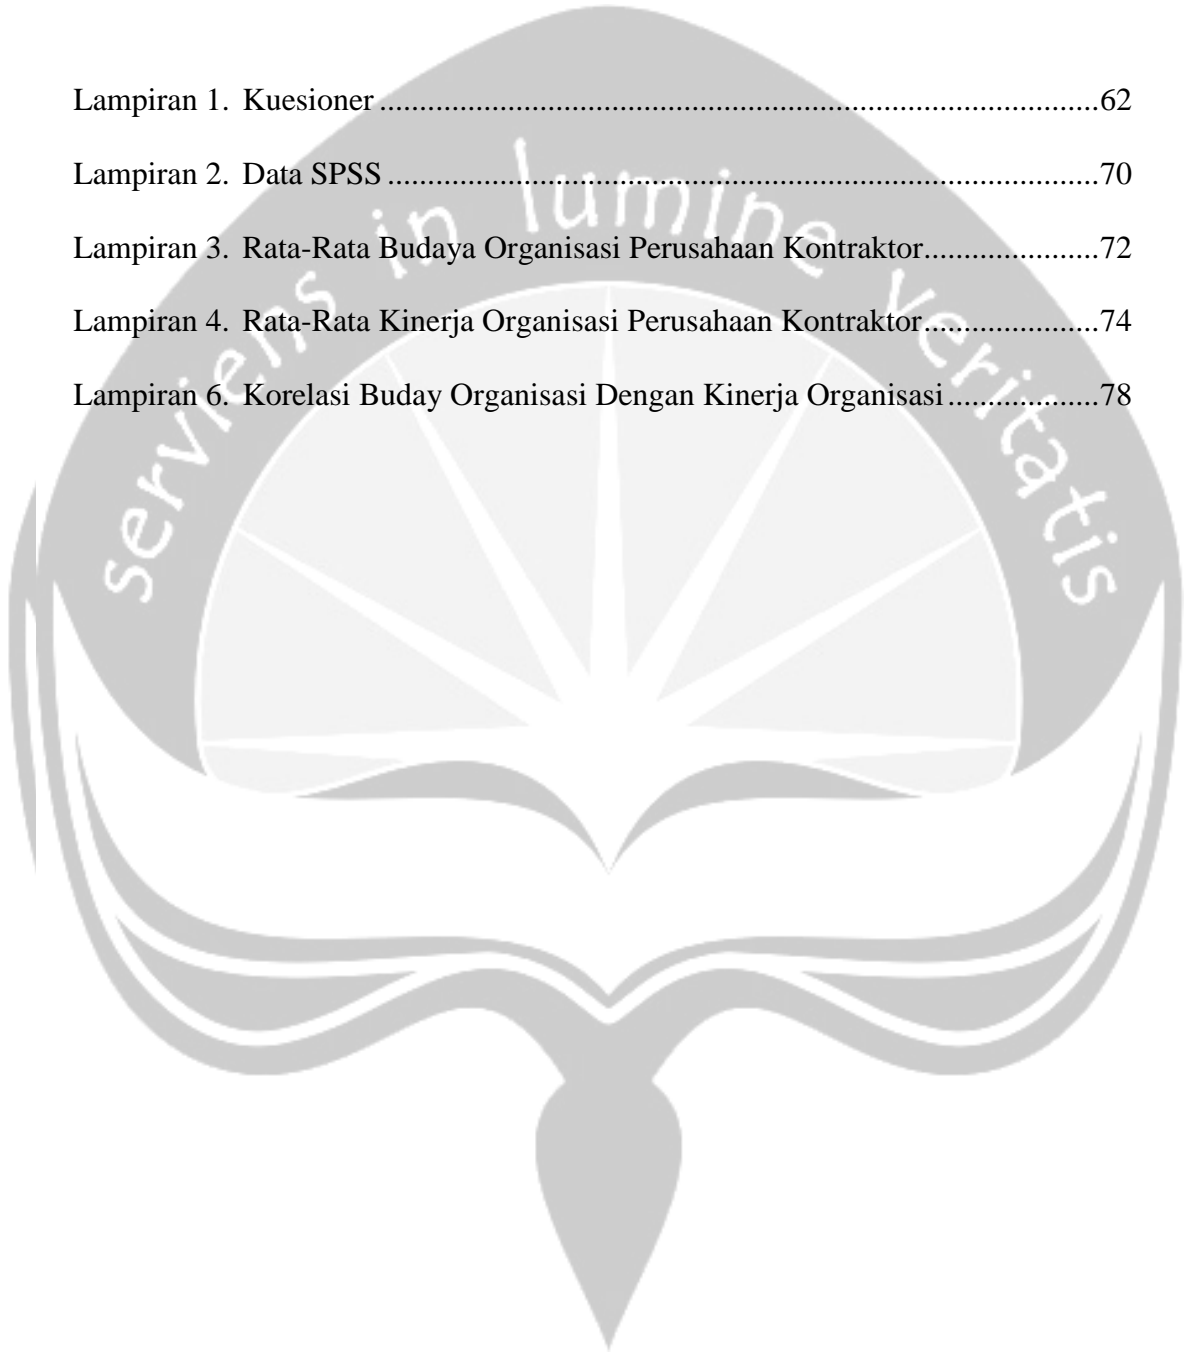 Lampiran 1. Kuesioner..........................................................................................62
Lampiran 2. Data SPSS.........................................................................................70
Lampiran 3. Rata-Rata Budaya Organisasi Perusahaan Kontraktor......................72
Lampiran 4. Rata-Rata Kinerja Organisasi Perusahaan Kontraktor......................74
Lampiran 6. Korelasi Buday Organisasi Dengan Kinerja Organisasi...................78
serviens in lumine veritatis